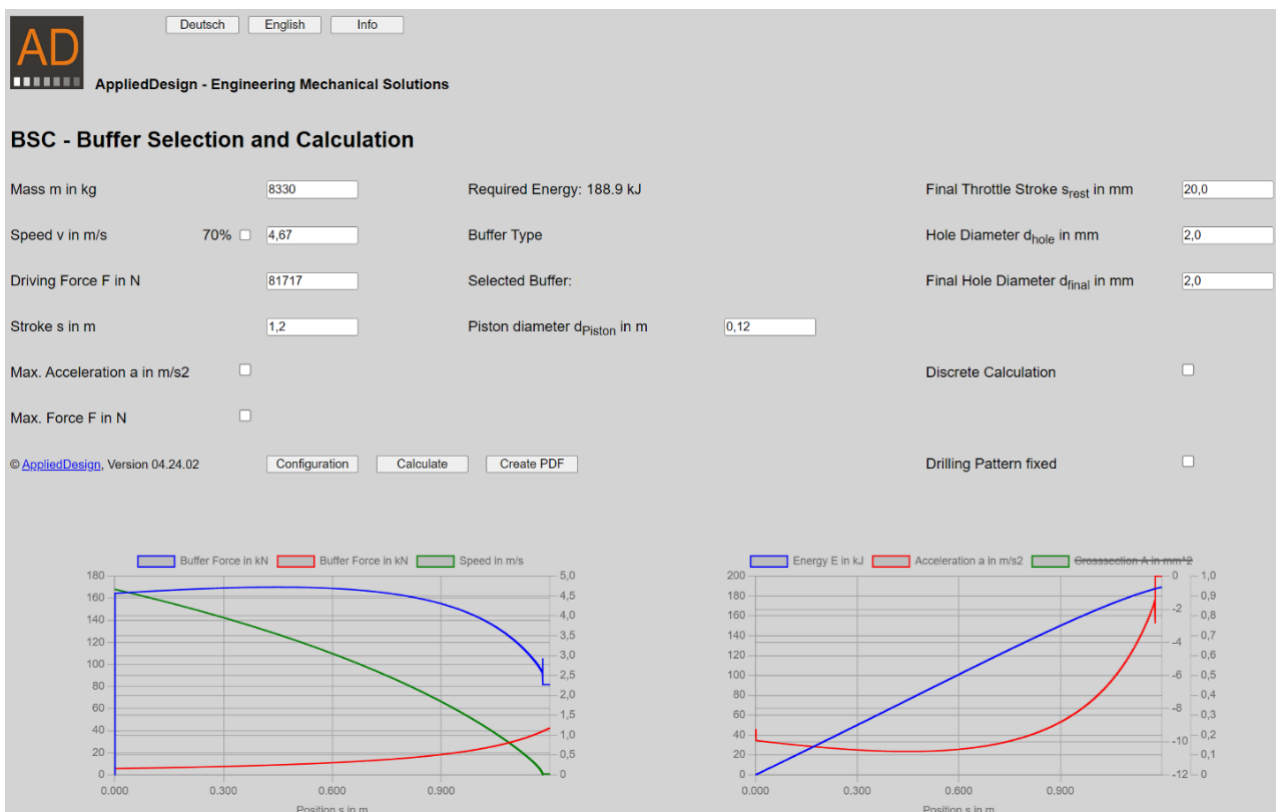 Deutsch English Info
AD
AppliedDesign - Engineering Mechanical Solutions
BSC - Buffer Selection and Calculation
Mass m in kg 8330 Required Energy: 188.9 kJ Final Throttle Stroke s_rest in mm 20,0
Speed v in m/s 70% 4,67 Buffer Type Hole Diameter d_hole in mm 2,0
Driving Force F in N 81717 Selected Buffer: Final Hole Diameter d_final in mm 2,0
Stroke s in m 1,2 Piston diameter d_Piston in m 0,12
Max. Acceleration a in m/s2 Discrete Calculation
Max. Force F in N
© AppliedDesign, Version 04.24.02 Configuration Calculate Create PDF Drilling Pattern fixed
Buffer Force in kN Buffer Force in kN Speed in m/s
180 5,0
160 4,5
140 4,0
120 3,5
100 3,0
80 2,5
60 2,0
40 1,5
20 1,0
0 0,5
0
0.000 0.300 0.600 0.900
Position s in m
Energy E in kJ Acceleration a in m/s2 Crosssection A in mm^2
200 0 1,0
180 -2 0,9
160 -4 0,8
140 -6 0,7
120 -8 0,6
100 -10 0,5
80 -12 0,4
60 0,3
40 0,2
20 0,1
0 0
0.000 0.300 0.600 0.900
Position s in m